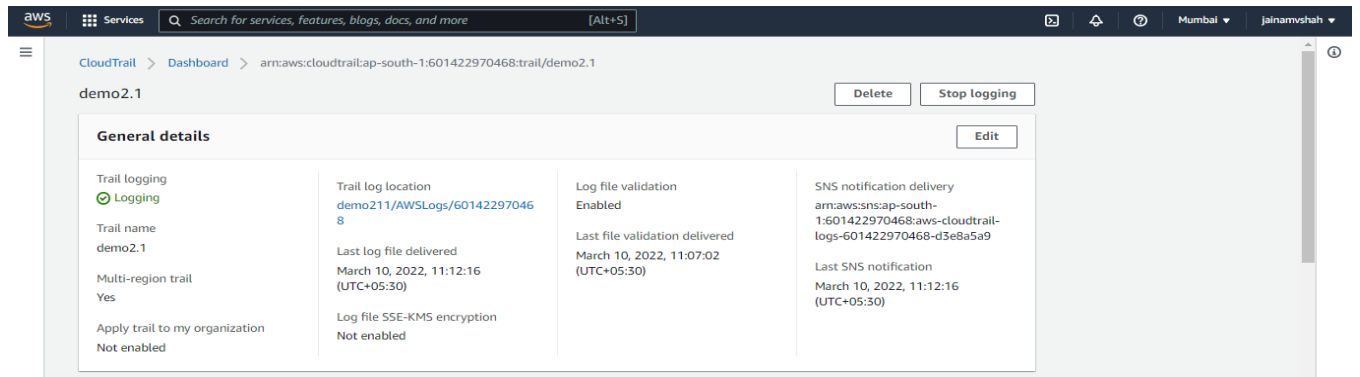 aws
Services
Search for services, features, blogs, docs, and more
[Alt+S]
Mumbai
jainamvshah
CloudTrail
Dashboard
arn:aws:cloudtrail:ap-south-1:601422970468:trail/demo2.1
demo2.1
Delete
Stop logging
General details
Edit
Trail logging
Logging
Trail name
demo2.1
Multi-region trail
Yes
Apply trail to my organization
Not enabled
Trail log location
demo211/AWSLogs/60142297046
8
Last log file delivered
March 10, 2022, 11:12:16
(UTC+05:30)
Log file SSE-KMS encryption
Not enabled
Log file validation
Enabled
Last file validation delivered
March 10, 2022, 11:07:02
(UTC+05:30)
SNS notification delivery
arn:aws:sns:ap-south-
1:601422970468:aws-cloudtrail-
logs-601422970468-d3e8a5a9
Last SNS notification
March 10, 2022, 11:12:16
(UTC+05:30)